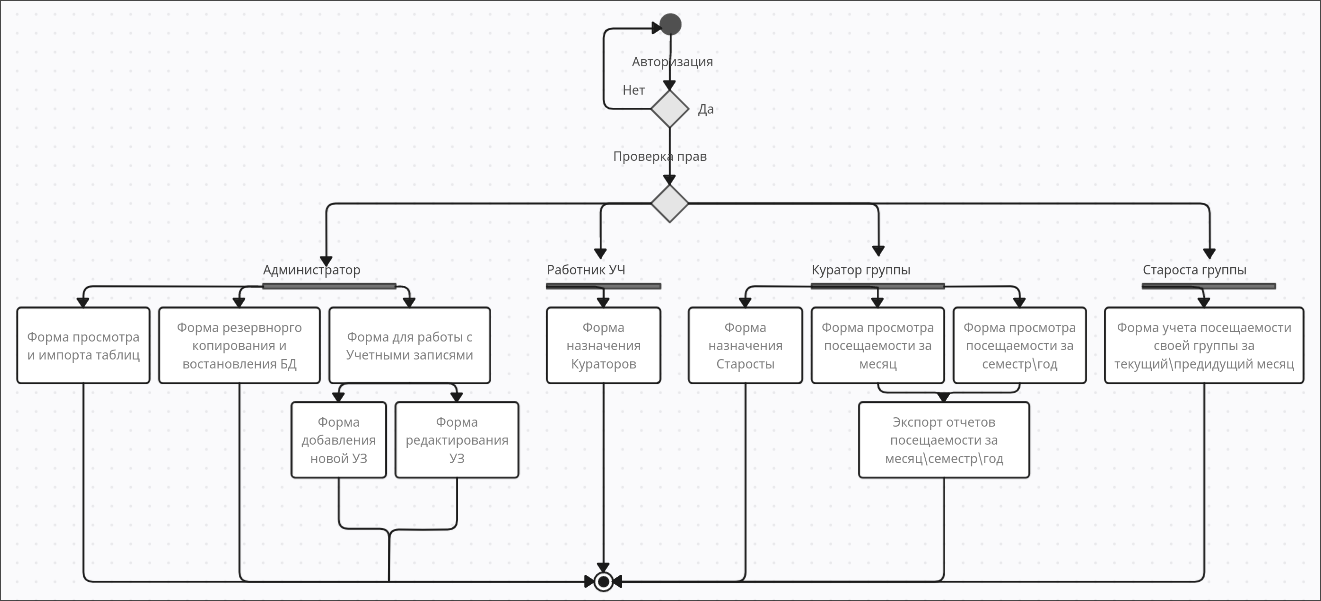 Авторизация
Нет
Да
Проверка прав
Администратор
Работник УЧ
Куратор группы
Староста группы
Форма просмотра
и импорта таблиц
Форма резервнорго
копирования и
востановления БД
Форма для работы с
Учетными записями
Форма
назначения
Кураторов
Форма
назначения
Старосты
Форма просмотра
посещаемости за
месяц
Форма просмотра
посещаемости за
семестр\год
Форма учета посещаемости
своей группы за
текущий\предидущий месяц
Форма
добавления
новой УЗ
Форма
редактирования
УЗ
Экспорт отчетов
посещаемости за
месяц\семестр\год